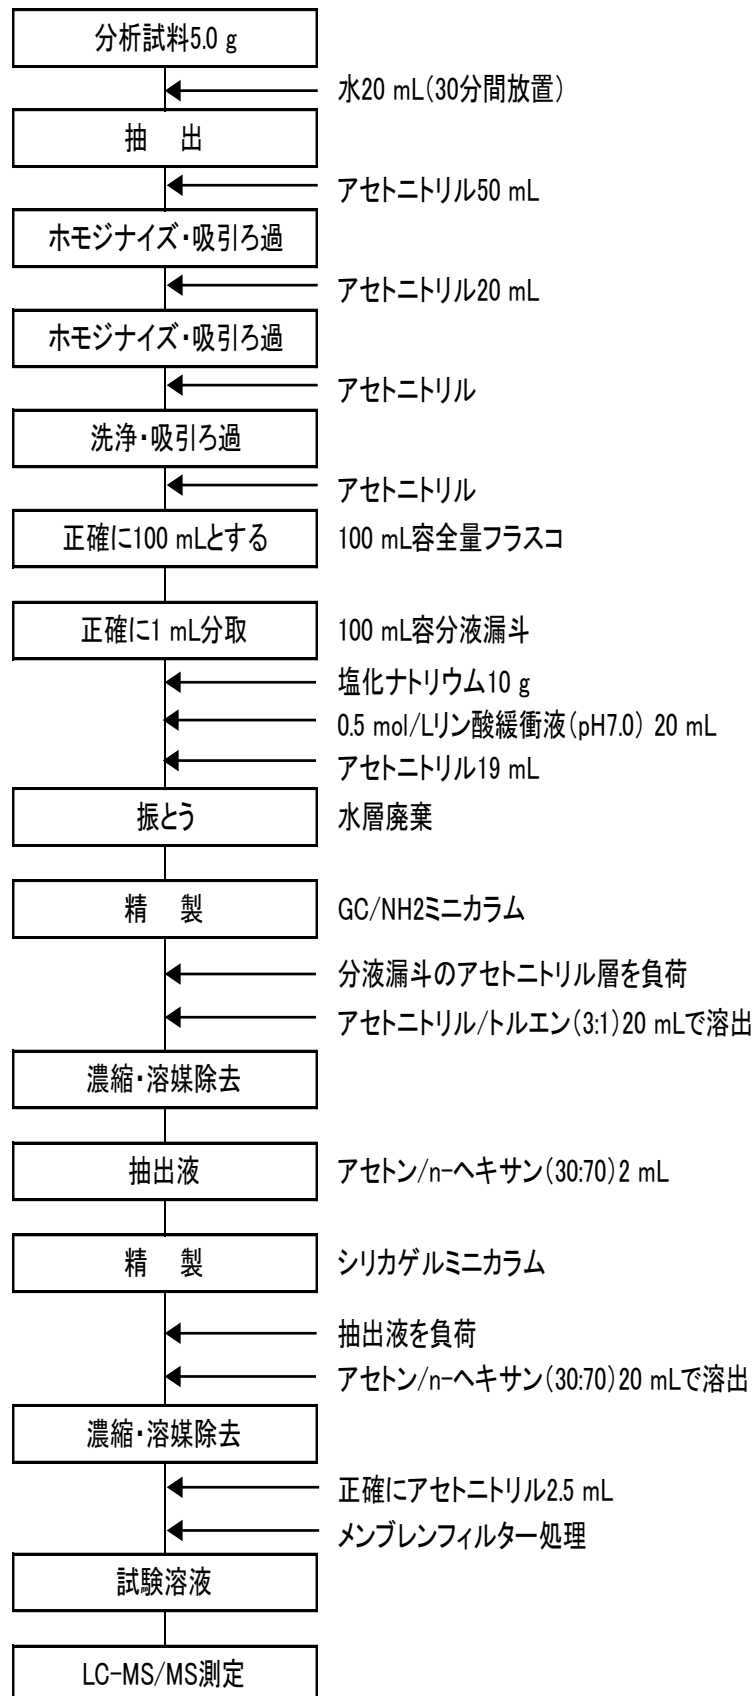 分析試料5.0 g
水20 mL(30分間放置)
抽　出
アセトニトリル50 mL
ホモジナイズ・吸引ろ過
アセトニトリル20 mL
ホモジナイズ・吸引ろ過
アセトニトリル
洗浄・吸引ろ過
アセトニトリル
正確に100 mLとする
100 mL容全量フラスコ
正確に1 mL分取
100 mL容分液漏斗
塩化ナトリウム10 g
0.5 mol/Lリン酸緩衝液(pH7.0) 20 mL
アセトニトリル19 mL
振とう
水層廃棄
精　製
GC/NH2ミニカラム
分液漏斗のアセトニトリル層を負荷
アセトニトリル/トルエン(3:1)20 mLで溶出
濃縮・溶媒除去
抽出液
アセトン/n-ヘキサン(30:70)2 mL
精　製
シリカゲルミニカラム
抽出液を負荷
アセトン/n-ヘキサン(30:70)20 mLで溶出
濃縮・溶媒除去
正確にアセトニトリル2.5 mL
メンブレンフィルター処理
試験溶液
LC-MS/MS測定